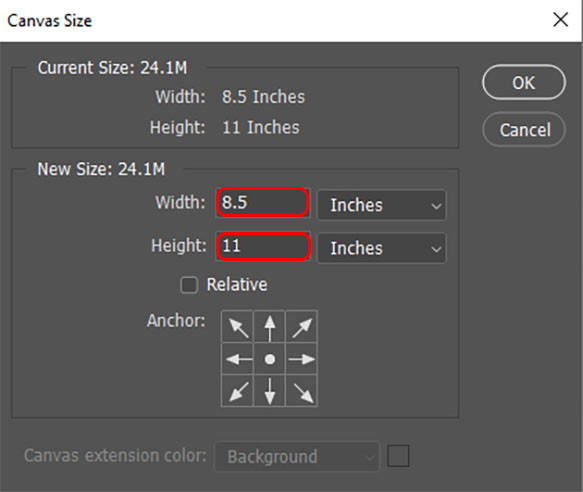 Canvas Size
Current Size: 24.1M
Width: 8.5 Inches
Height: 11 Inches
OK
Cancel
New Size: 24.1M
Width: 8.5 Inches
Height: 11 Inches
Relative
Anchor:
Canvas extension color: Background